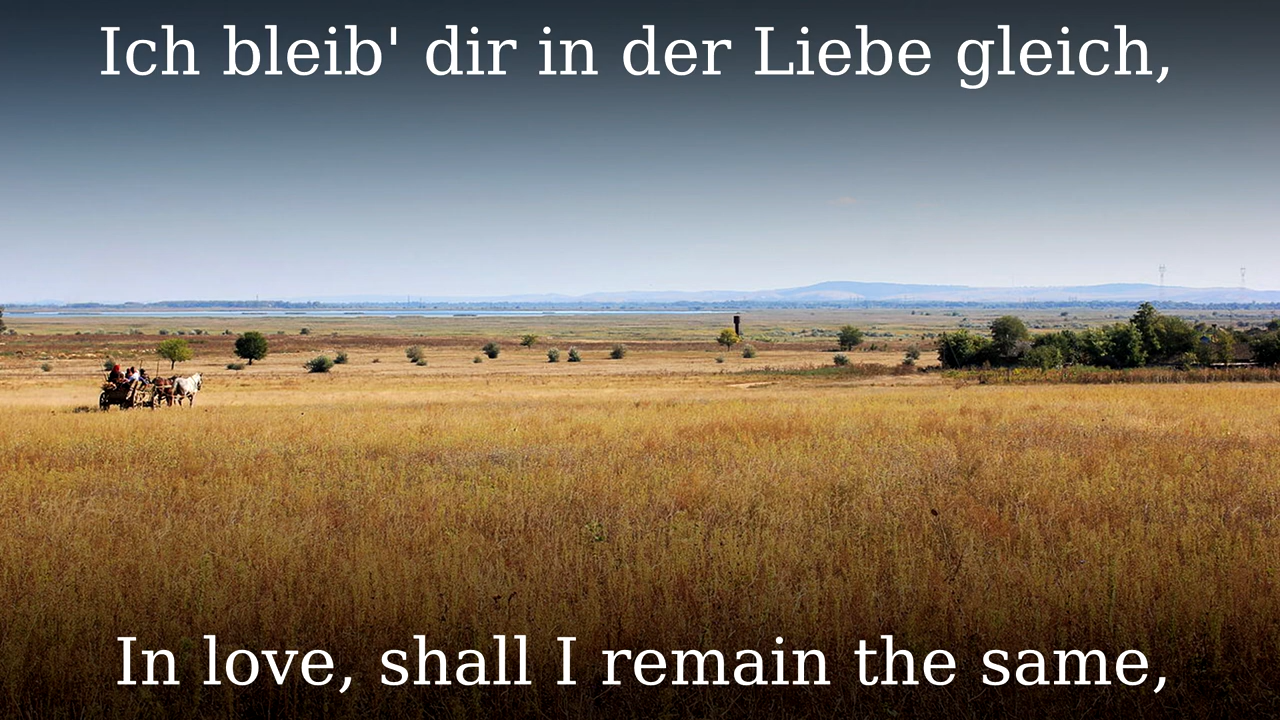 Ich bleib' dir in der Liebe gleich,
In love, shall I remain the same,